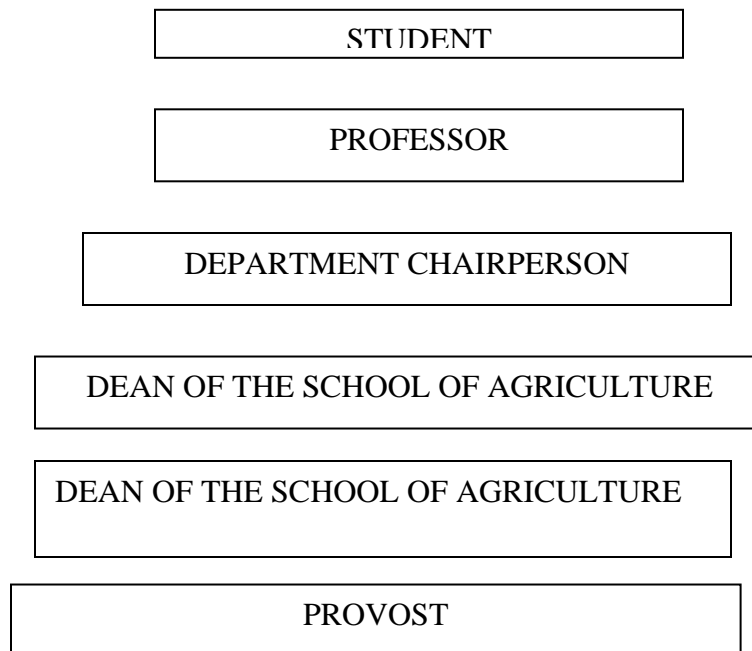 STUDENT
PROFESSOR
DEPARTMENT CHAIRPERSON
DEAN OF THE SCHOOL OF AGRICULTURE
DEAN OF THE SCHOOL OF AGRICULTURE
PROVOST